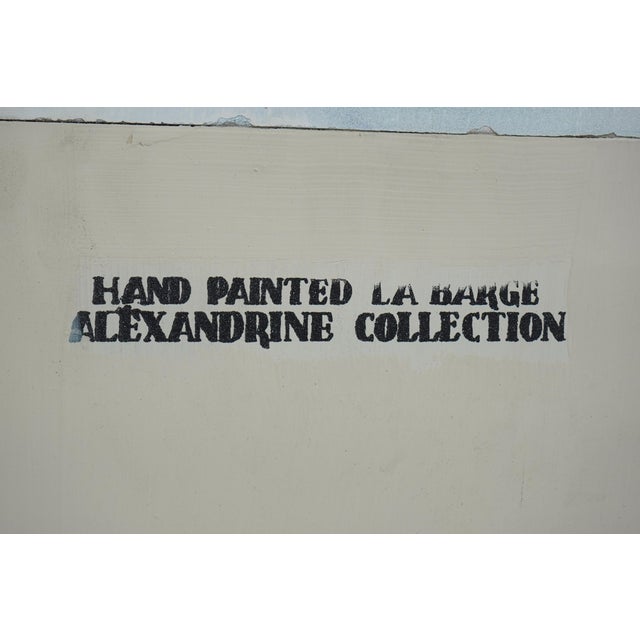 HAND PAINTED LA BARGE
ALEXANDRINE COLLECTION